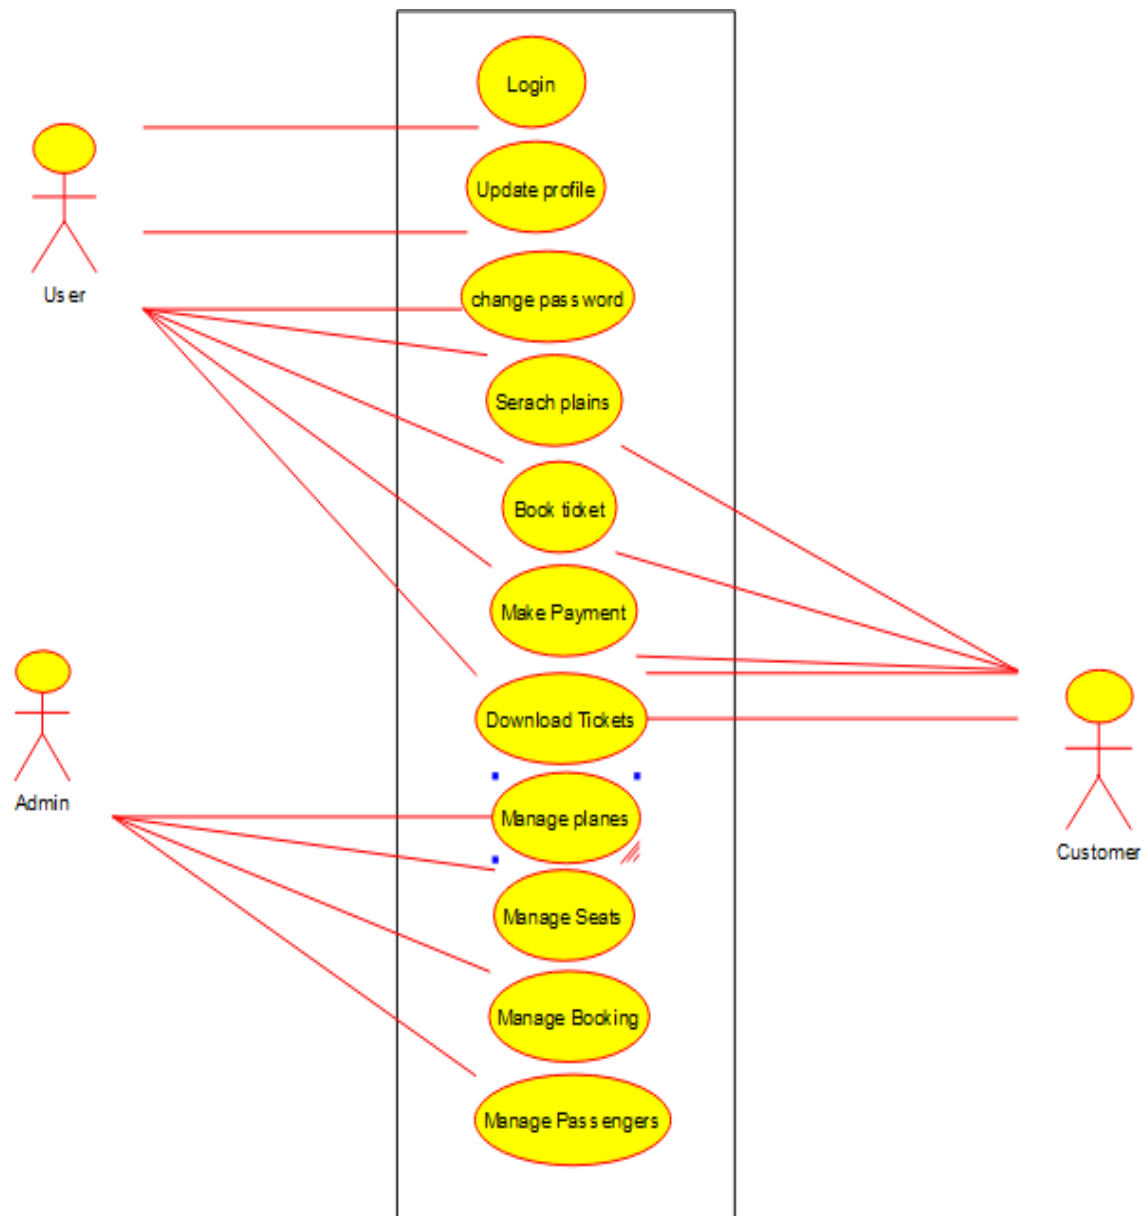 Login
Update profile
User
change password
Serach plains
Book ticket
Make Payment
Download Tickets
Admin
Manage planes
Customer
Manage Seats
Manage Booking
Manage Passengers